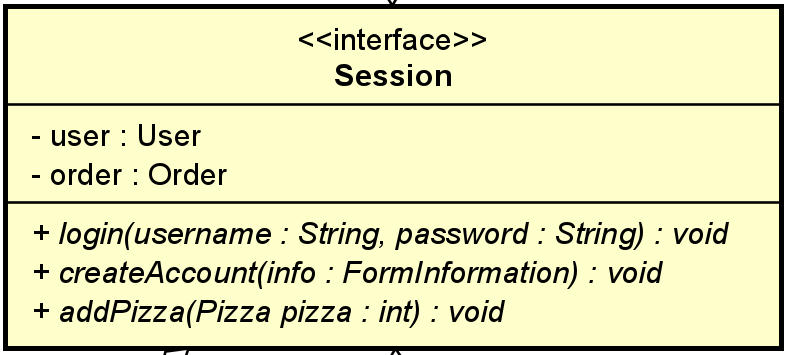 <<interface>>
Session
- user : User
- order : Order
+ login(username : String, password : String) : void
+ createAccount(info : FormInformation) : void
+ addPizza(Pizza pizza : int) : void